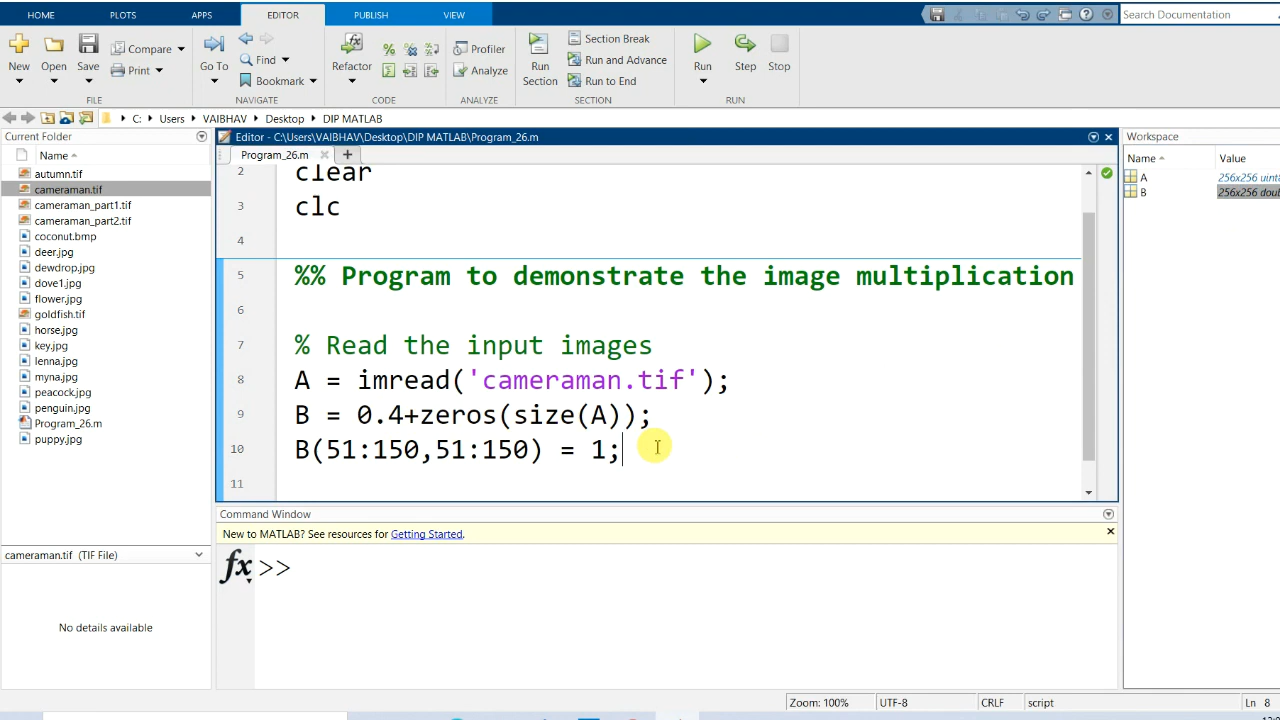 HOME PLOTS APPS EDITOR PUBLISH VIEW Search Documentation
New Open Save Compare Print Go To Find Bookmark Refactor Profiler Analyze Run Section Section Break Run and Advance Run to End Run Step Stop
FILE NAVIGATE CODE ANALYZE SECTION RUN
C: Users VAIBHAV Desktop DIP MATLAB
Current Folder
Name
autumn.tif
cameraman.tif
cameraman_part1.tif
cameraman_part2.tif
coconut.bmp
deer.jpg
dewdrop.jpg
dove1.jpg
flower.jpg
goldfish.tif
horse.jpg
key.jpg
lenna.jpg
myna.jpg
peacock.jpg
penguin.jpg
Program_26.m
puppy.jpg
cameraman.tif (TIF File)
No details available
Editor - C:\Users\VAIBHAV\Desktop\DIP MATLAB\Program_26.m
Program_26.m
2 clear
3 clc
4
5 %% Program to demonstrate the image multiplication
6
7 % Read the input images
8 A = imread('cameraman.tif');
9 B = 0.4+zeros(size(A));
10 B(51:150,51:150) = 1;
11
Command Window
New to MATLAB? See resources for Getting Started.
fx >>
Workspace
Name Value
A 256x256 uint8
B 256x256 doub
Zoom: 100% UTF-8 CRLF script Ln 8